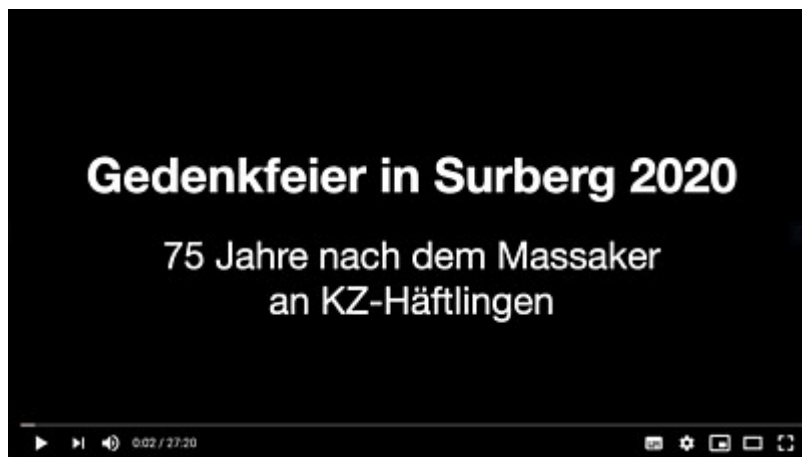 Gedenkfeier in Surberg 2020
75 Jahre nach dem Massaker
an KZ-Häftlingen
0:02 / 27:20